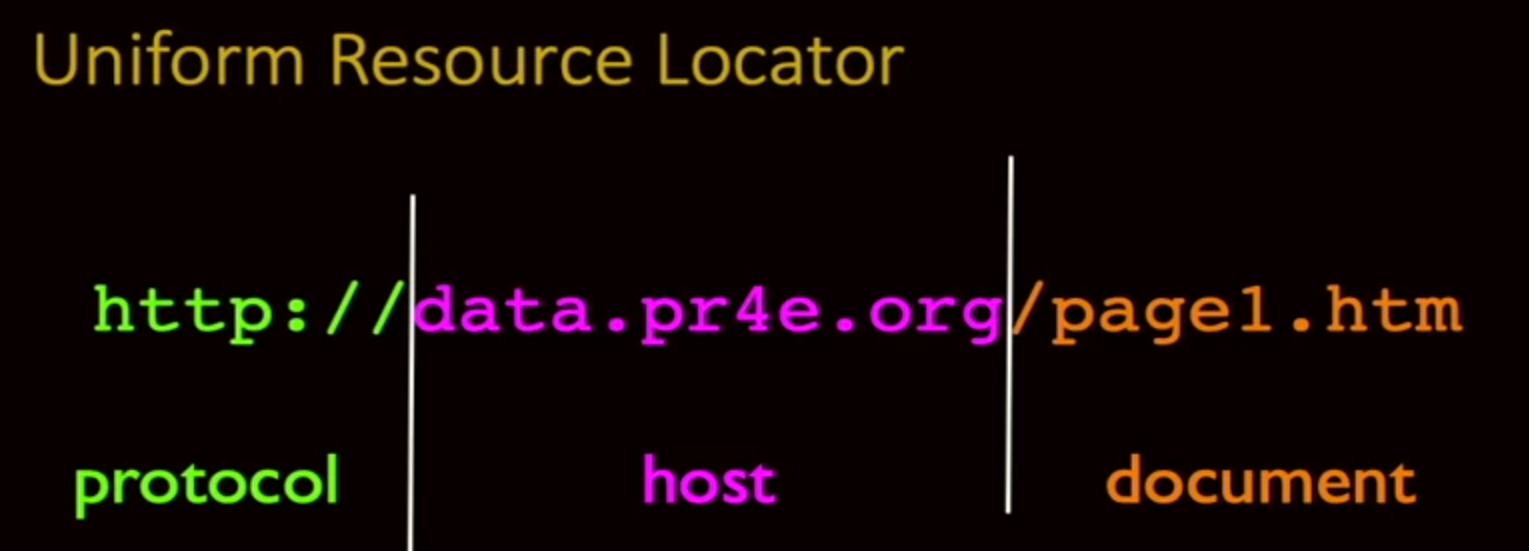 Uniform Resource Locator
http://data.pr4e.org/page1.htm
protocol host document